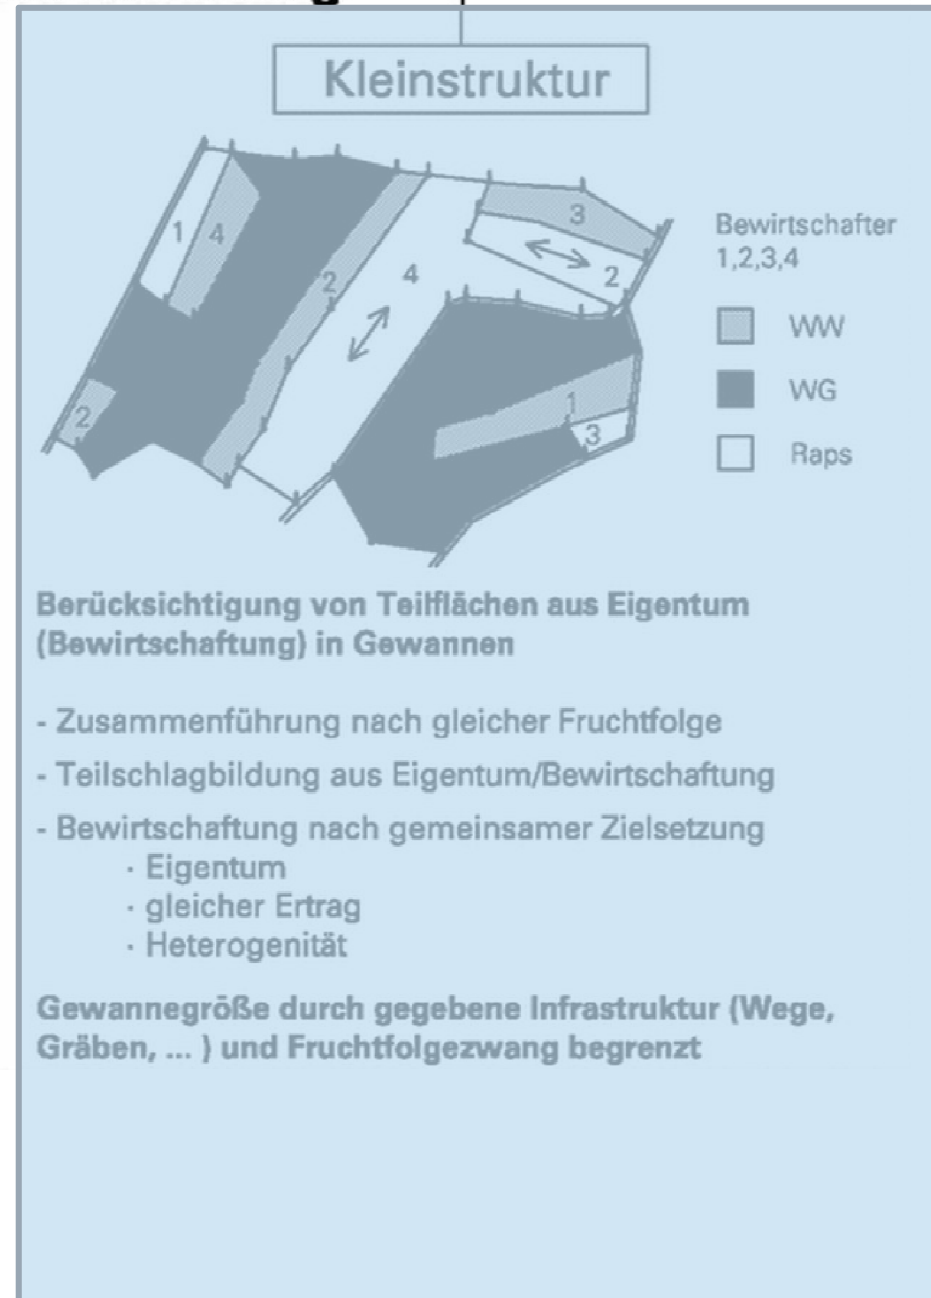 Kleinstruktur
1
4
2
4
3
2
2
1
3
Bewirtschafter
1,2,3,4
WW
WG
Raps
Berücksichtigung von Teilflächen aus Eigentum
(Bewirtschaftung) in Gewannen
- Zusammenführung nach gleicher Fruchtfolge
- Teilschlagbildung aus Eigentum/Bewirtschaftung
- Bewirtschaftung nach gemeinsamer Zielsetzung
· Eigentum
· gleicher Ertrag
· Heterogenität
Gewannegröße durch gegebene Infrastruktur (Wege,
Gräben, ... ) und Fruchtfolgezwang begrenzt